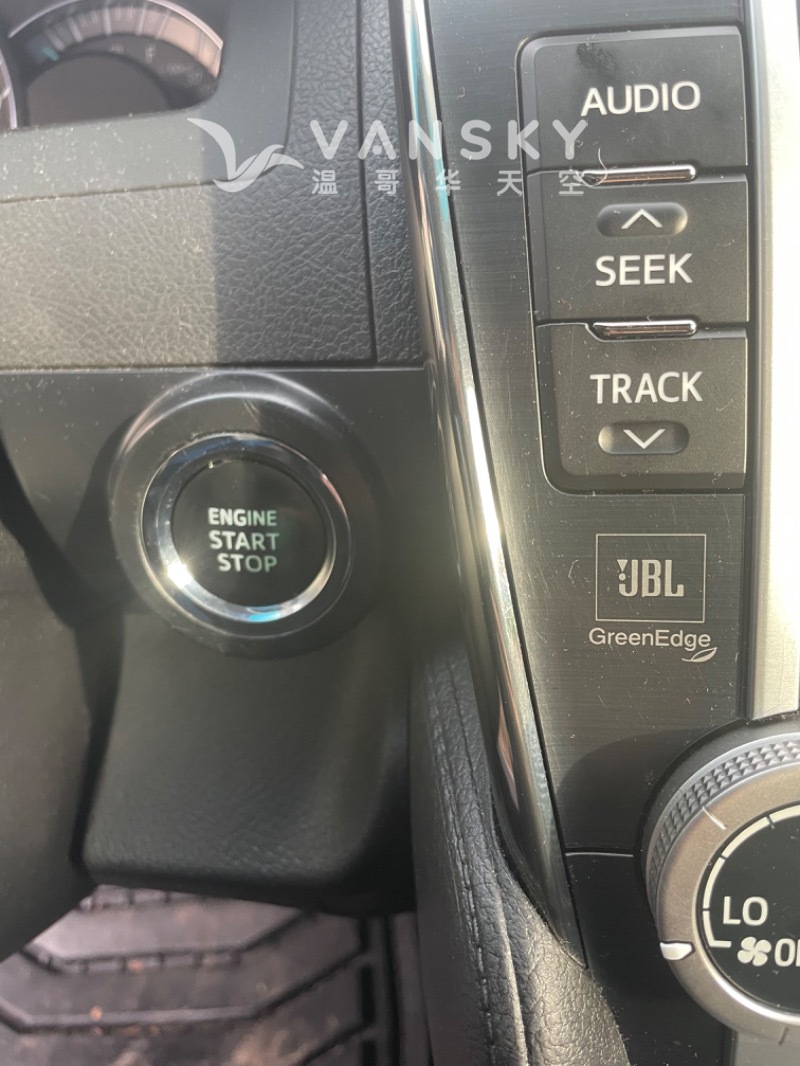 AUDIO
VANSKY
温哥华天空
SEEK
TRACK
ENGINE
START
STOP
JBL
GreenEdge
LO